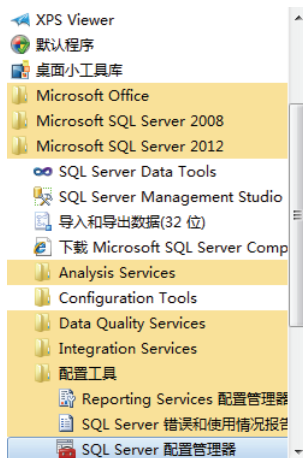 XPS Viewer
默认程序
桌面小工具库
Microsoft Office
Microsoft SQL Server 2008
Microsoft SQL Server 2012
SQL Server Data Tools
SQL Server Management Studio
导入和导出数据(32 位)
下载 Microsoft SQL Server Comp
Analysis Services
Configuration Tools
Data Quality Services
Integration Services
配置工具
Reporting Services 配置管理器
SQL Server 错误和使用情况报告
SQL Server 配置管理器